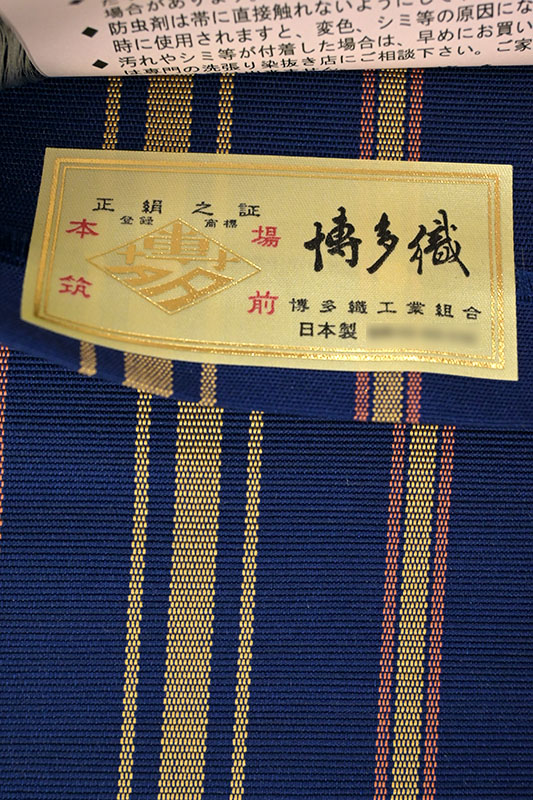 場合がありま
防虫剤は帯に直接触れないようにして
時に使用されますと、変色、シミ等の原因にな
汚れやシミ等が付着した場合は、早めにお買い
は専門の洗張り染抜き店にご相談下さい。ご家
正絹之証
登録 商標
本場
筑前
博多織
博多織工業組合
日本製